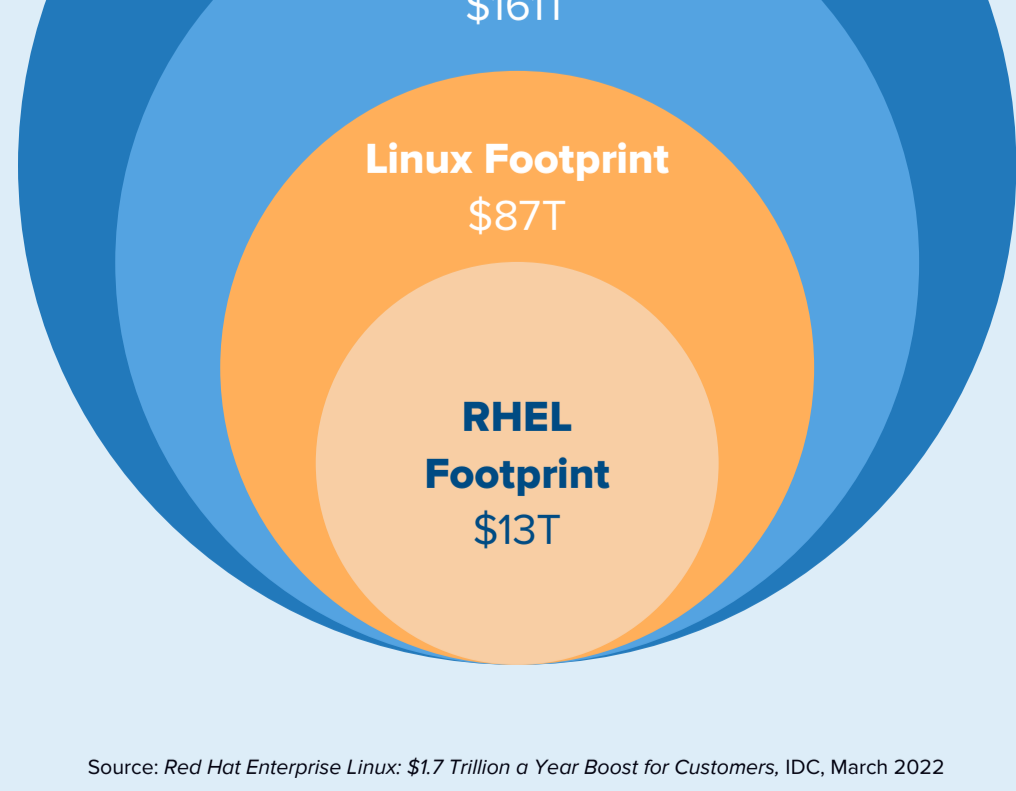 $161T
Linux Footprint
$87T
RHEL
Footprint
$13T
Source: Red Hat Enterprise Linux: $1.7 Trillion a Year Boost for Customers, IDC, March 2022